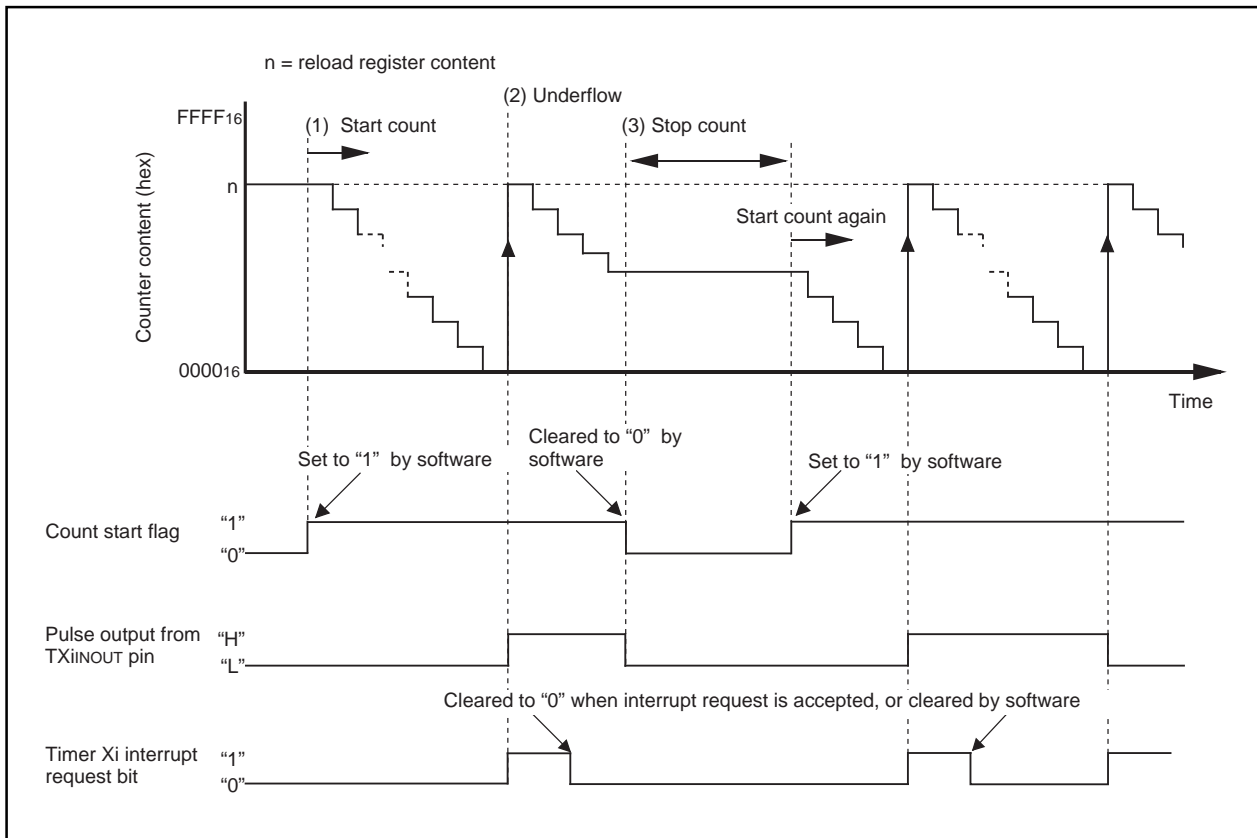 n = reload register content
(2) Underflow
FFFF16
(1) Start count
(3) Stop count
Counter content (hex)
n
Start count again
000016
Time
Cleared to “0” by
software
Set to “1” by software
Set to “1” by software
Count start flag
“1”
“0”
Pulse output from
TXiINOUT pin
“H”
“L”
Cleared to “0” when interrupt request is accepted, or cleared by software
Timer Xi interrupt
request bit
“1”
“0”